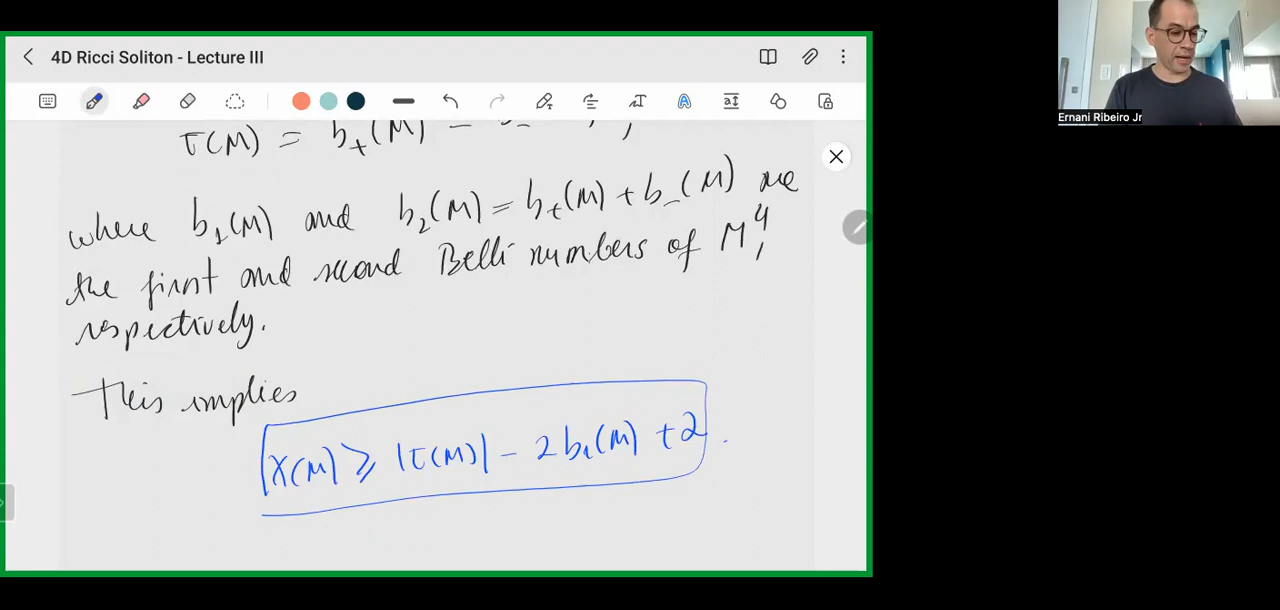 4D Ricci Soliton - Lecture III
Ernani Ribeiro Jr
τ(M) = b₊(M) −
where b₁(M) and b₂(M) = b₊(M) + b₋(M) are
the first and second Betti numbers of M⁴,
respectively.
This implies
χ(M) ≥ |τ(M)| − 2b₁(M) + 2.